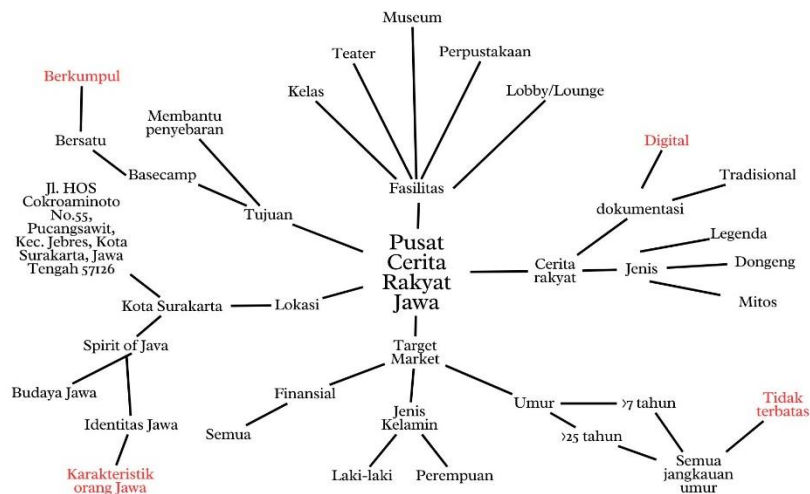 Museum
Teater
Perpustakaan
Kelas
Lobby/Lounge
Fasilitas
Berkumpul
Bersatu
Membantu
penyebaran
Basecamp
Tujuan
Digital
Tradisional
dokumentasi
Legenda
Dongeng
Mitos
Jenis
Cerita
rakyat
Pusat
Cerita
Rakyat
Jawa
Jl. HOS
Cokroaminoto
No.55,
Pucangsawit,
Kec. Jebres, Kota
Surakarta, Jawa
Tengah 57126
Kota Surakarta
Lokasi
Spirit of Java
Budaya Jawa
Identitas Jawa
Karakteristik
orang Jawa
Target
Market
Finansial
Semua
Jenis
Kelamin
Laki-laki
Perempuan
Umur
>7 tahun
>25 tahun
Semua
jangkauan
umur
Tidak
terbatas